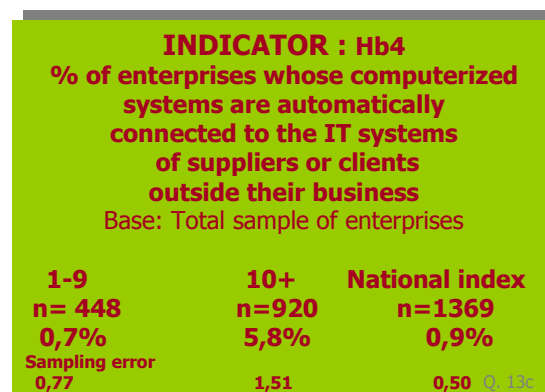 INDICATOR : Hb4
% of enterprises whose computerized
systems are automatically
connected to the IT systems
of suppliers or clients
outside their business
Base: Total sample of enterprises
1-9 10+ National index
n= 448 n=920 n=1369
0,7% 5,8% 0,9%
Sampling error
0,77 1,51 0,50 Q. 13c